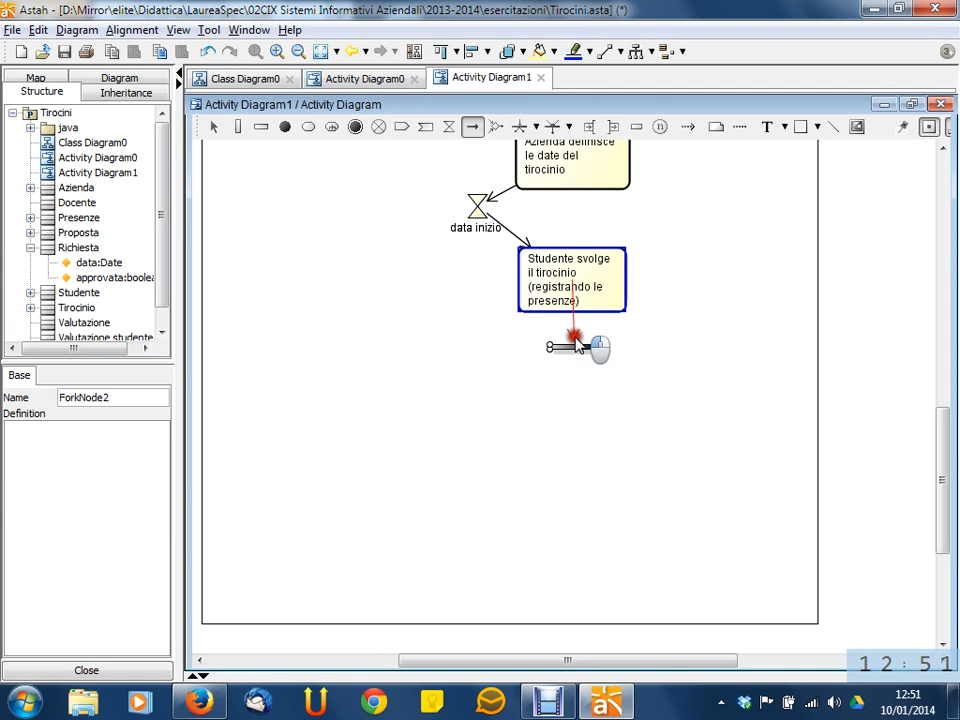 Astah - [D:\Mirror\elite\Didattica\LaureaSpec\02CIX Sistemi Informativi Aziendali\2013-2014\esercitazioni\Tirocini.asta] (*)
File Edit Diagram Alignment View Tool Window Help
3
Map Diagram
Structure Inheritance
Class Diagram0 Activity Diagram0 Activity Diagram1
Activity Diagram1 / Activity Diagram
T
Tirocini
java
Class Diagram0
Activity Diagram0
Activity Diagram1
Azienda
Docente
Presenze
Proposta
Richiesta
data:Date
approvata:boolea
Studente
Tirocinio
Valutazione
Valutazione studente
Base
Name ForkNode2
Definition
Close
Azienda definisce
le date del
tirocinio
data inizio
Studente svolge
il tirocinio
(registrando le
presenze)
12:51
12:51
10/01/2014